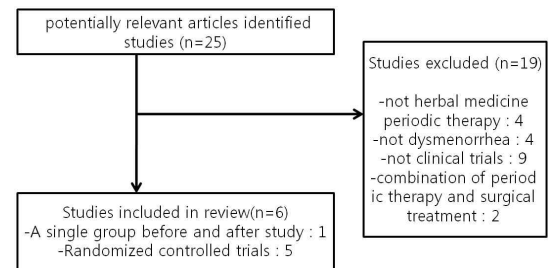 potentially relevant articles identified
studies (n=25)
Studies excluded (n=19)
-not herbal medicine
periodic therapy : 4
-not dysmenorrhea : 4
-not clinical trials : 9
-combination of period
ic therapy and surgical
treatment : 2
Studies included in review(n=6)
-A single group before and after study : 1
-Randomized controlled trials : 5